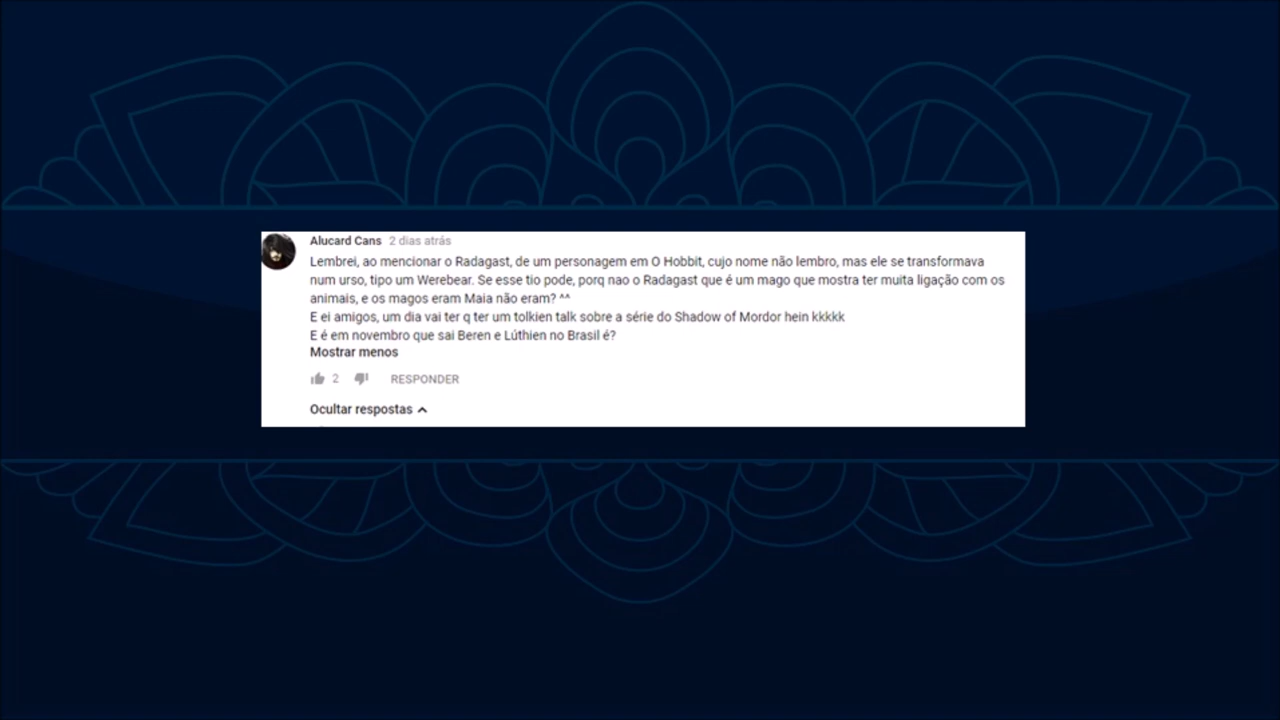 Alucard Cans 2 dias atrás
Lembrei, ao mencionar o Radagast, de um personagem em O Hobbit, cujo nome não lembro, mas ele se transformava
num urso, tipo um Werebear. Se esse tio pode, porq nao o Radagast que é um mago que mostra ter muita ligação com os
animais, e os magos eram Maia não eram? ^^
E ei amigos, um dia vai ter q ter um tolkien talk sobre a série do Shadow of Mordor hein kkkkk
E é em novembro que sai Beren e Lúthien no Brasil é?
Mostrar menos
2 RESPONDER
Ocultar respostas